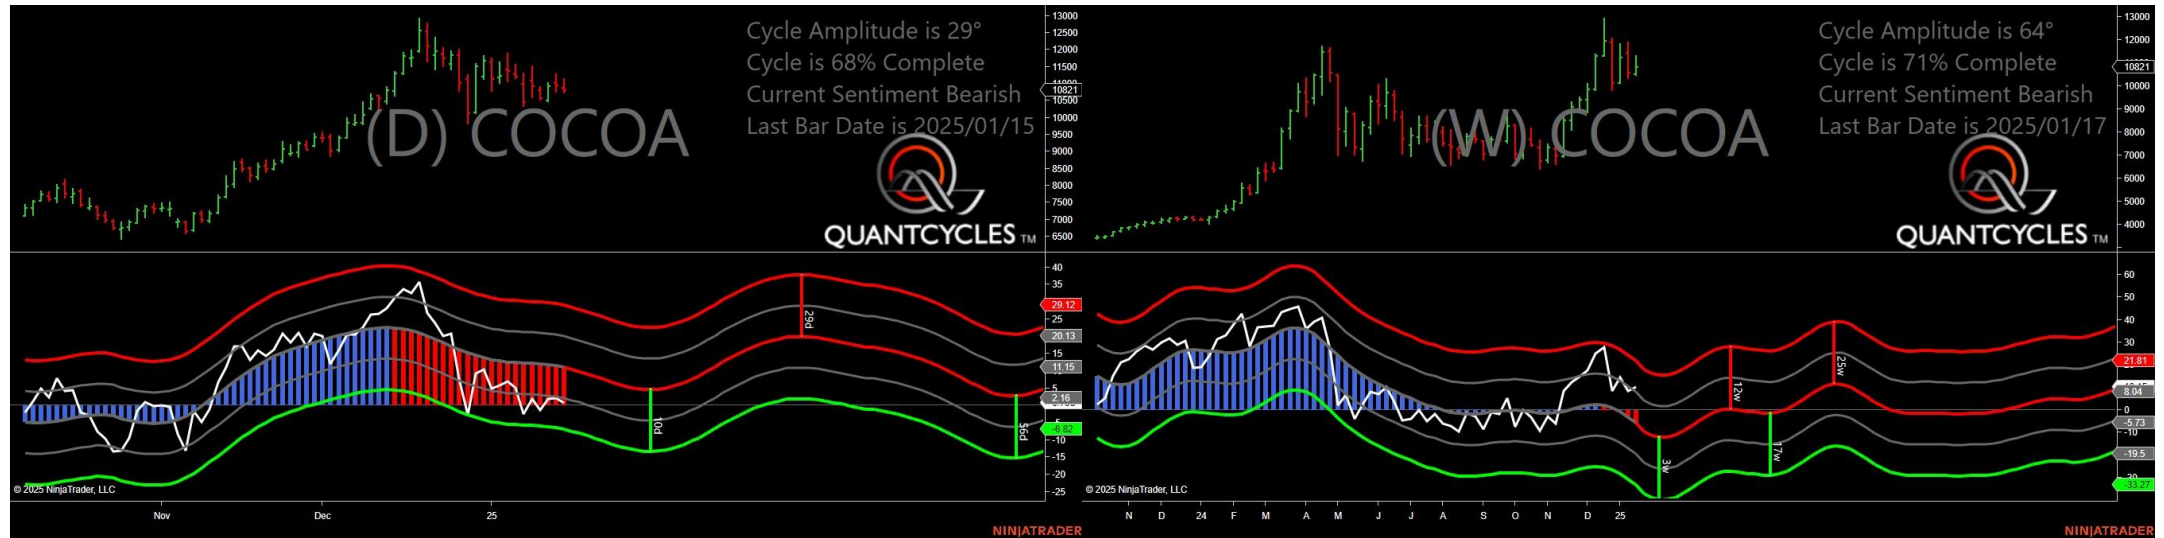 Cycle Amplitude is 29°
Cycle is 68% Complete
Current Sentiment Bearish
Last Bar Date is 2025/01/15
(D) COCOA
QUANTCYCLES TM
13000
12500
12000
11500
10821
10500
10000
9500
9000
8500
8000
7500
7000
6500
40
35
29.12
25
20.13
15
11.15
5
2.16
-6.82
-10
-15
-20
-25
29d
10d
56d
© 2025 NinjaTrader, LLC
Nov
Dec
25
NINJATRADER
Cycle Amplitude is 64°
Cycle is 71% Complete
Current Sentiment Bearish
Last Bar Date is 2025/01/17
(W) COCOA
QUANTCYCLES TM
13000
12000
10821
10000
9000
8000
7000
6000
5000
4000
60
50
40
30
21.81
8.04
0
-5.73
-10
-19.5
-33.27
12w
25w
3w
17w
© 2025 NinjaTrader, LLC
N D 24 F M A M J J A S O N D 25
NINJATRADER